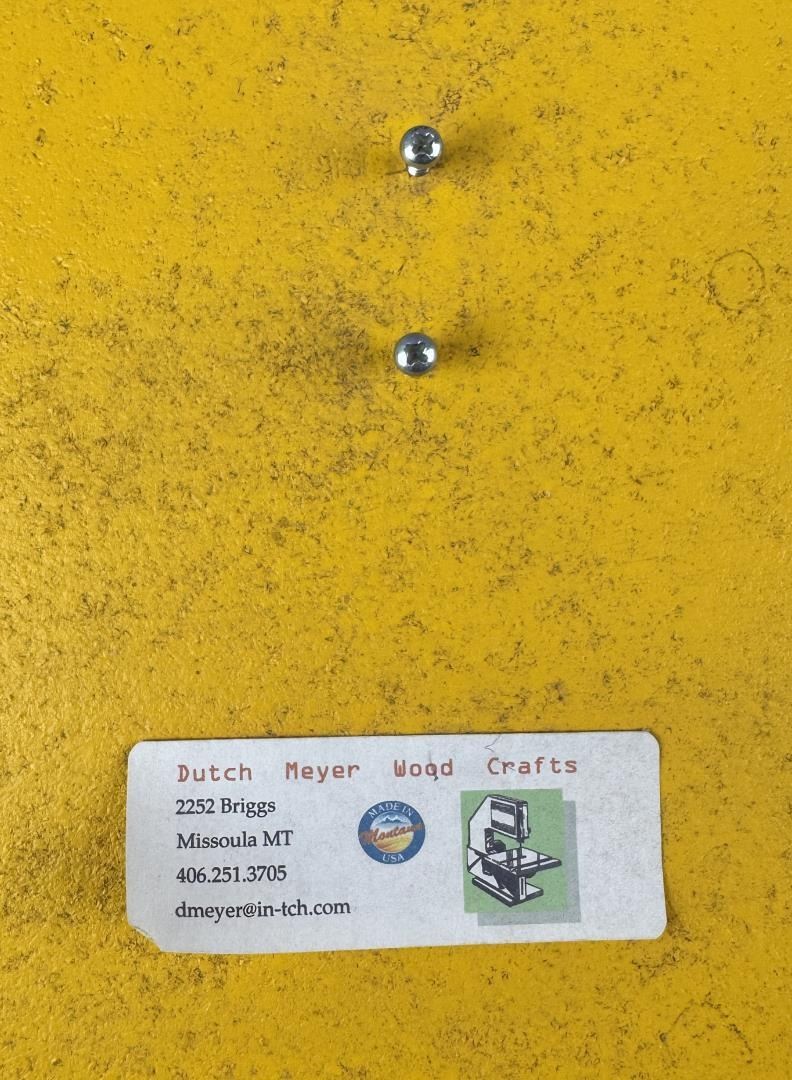 Dutch Meyer Wood Crafts
2252 Briggs
Missoula MT
406.251.3705
dmeyer@in-tch.com
MADE IN
Montana
USA